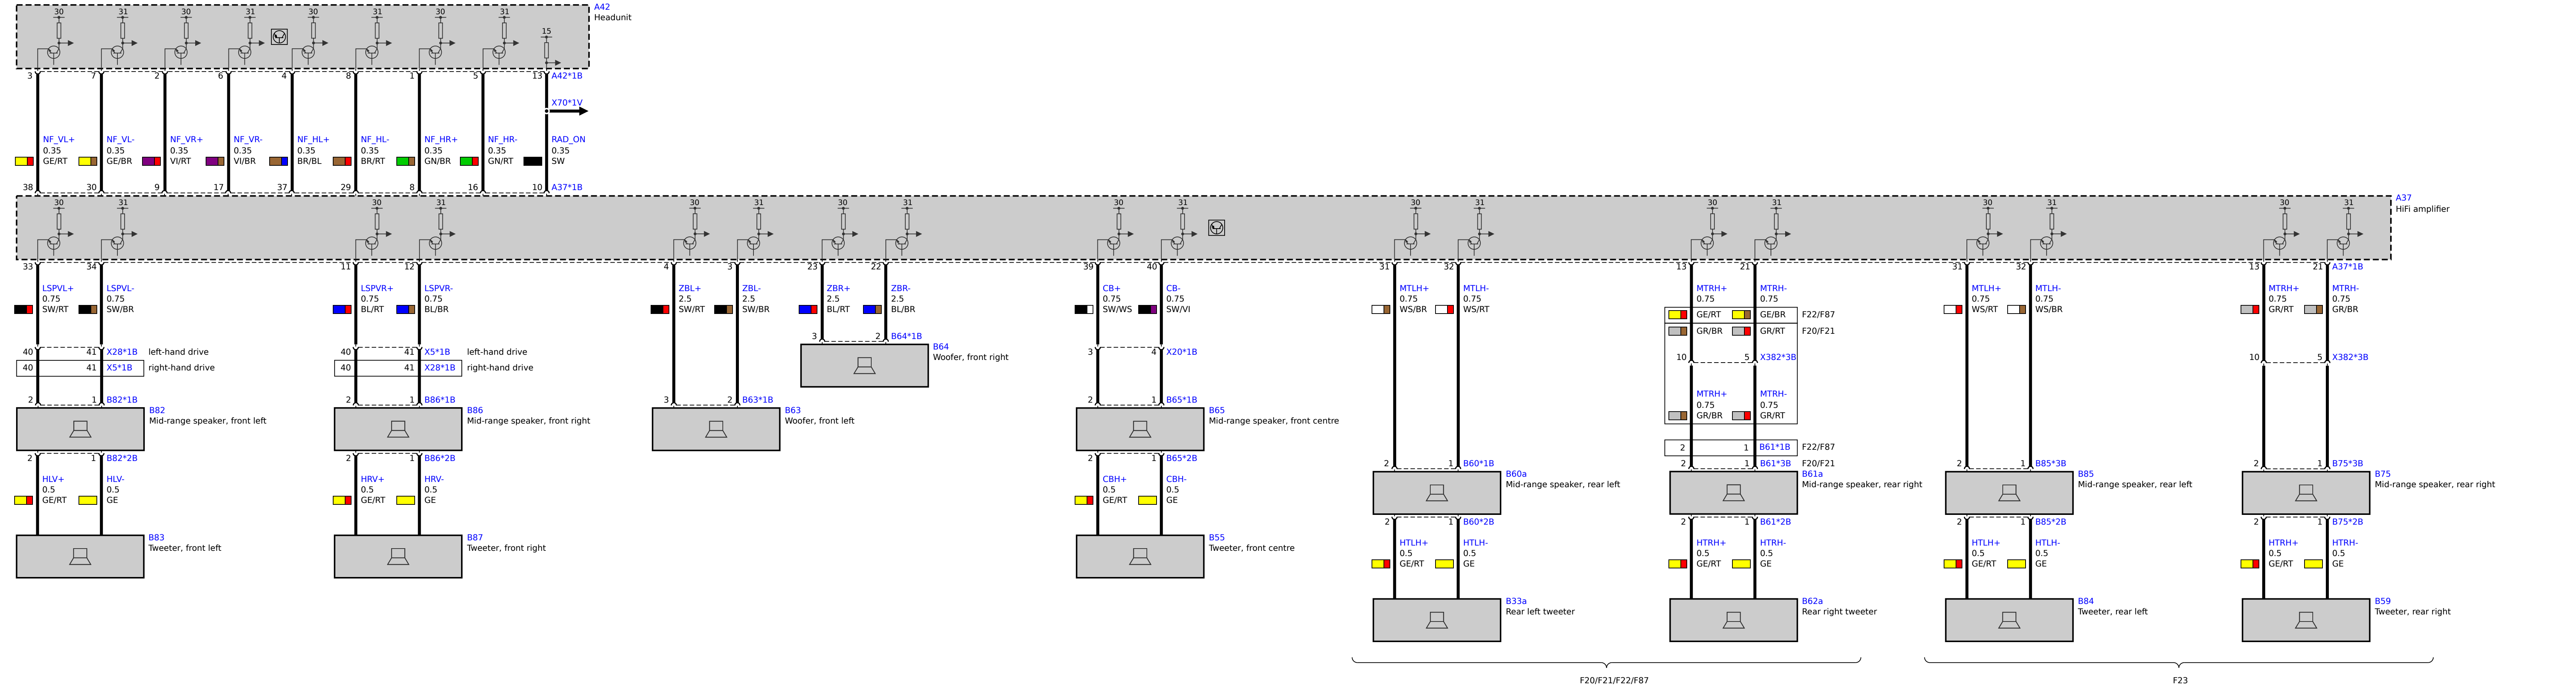 30 31 30 31 30 31 30 31 15
A42
Headunit
3 7 2 6 4 8 1 5 13 A42*1B
X70*1V
NF_VL+ NF_VL- NF_VR+ NF_VR- NF_HL+ NF_HL- NF_HR+ NF_HR- RAD_ON
0.35 0.35 0.35 0.35 0.35 0.35 0.35 0.35 0.35
GE/RT GE/BR VI/RT VI/BR BR/BL BR/RT GN/BR GN/RT SW
38 30 9 17 37 29 8 16 10 A37*1B
30 31 30 31 30 31 30 31 30 31 30 31 30 31 30 31 30 31
A37
HiFi amplifier
33 34 11 12 4 3 23 22 39 40 31 32 13 21 31 32 13 21 A37*1B
LSPVL+ LSPVL- LSPVR+ LSPVR- ZBL+ ZBL- ZBR+ ZBR- CB+ CB- MTLH+ MTLH- MTRH+ MTRH- MTLH+ MTLH- MTRH+ MTRH-
0.75 0.75 0.75 0.75 2.5 2.5 2.5 2.5 0.75 0.75 0.75 0.75 0.75 0.75 0.75 0.75 0.75 0.75
SW/RT SW/BR BL/RT BL/BR SW/RT SW/BR BL/RT BL/BR SW/WS SW/VI WS/BR WS/RT WS/RT WS/BR GR/RT GR/BR
GE/RT GE/BR F22/F87
GR/BR GR/RT F20/F21
3 2 B64*1B
B64
Woofer, front right
40 41 X28*1B left-hand drive 40 41 X5*1B left-hand drive 3 4 X20*1B
10 5 X382*3B 10 5 X382*3B
40 41 X5*1B right-hand drive 40 41 X28*1B right-hand drive
MTRH+ MTRH-
0.75 0.75
GR/BR GR/RT
2 1 B82*1B 2 1 B86*1B 3 2 B63*1B 2 1 B65*1B
B82 B86 B63 B65
Mid-range speaker, front left Mid-range speaker, front right Woofer, front left Mid-range speaker, front centre
2 1 B61*1B F22/F87
2 1 B82*2B 2 1 B86*2B 2 1 B65*2B
2 1 B60*1B 2 1 B61*3B F20/F21 2 1 B85*3B 2 1 B75*3B
B60a B61a B85 B75
Mid-range speaker, rear left Mid-range speaker, rear right Mid-range speaker, rear left Mid-range speaker, rear right
HLV+ HLV- HRV+ HRV- CBH+ CBH-
0.5 0.5 0.5 0.5 0.5 0.5
GE/RT GE GE/RT GE GE/RT GE
2 1 B60*2B 2 1 B61*2B 2 1 B85*2B 2 1 B75*2B
B83 B87 B55
Tweeter, front left Tweeter, front right Tweeter, front centre
HTLH+ HTLH- HTRH+ HTRH- HTLH+ HTLH- HTRH+ HTRH-
0.5 0.5 0.5 0.5 0.5 0.5 0.5 0.5
GE/RT GE GE/RT GE GE/RT GE GE/RT GE
B33a B62a B84 B59
Rear left tweeter Rear right tweeter Tweeter, rear left Tweeter, rear right
F20/F21/F22/F87 F23